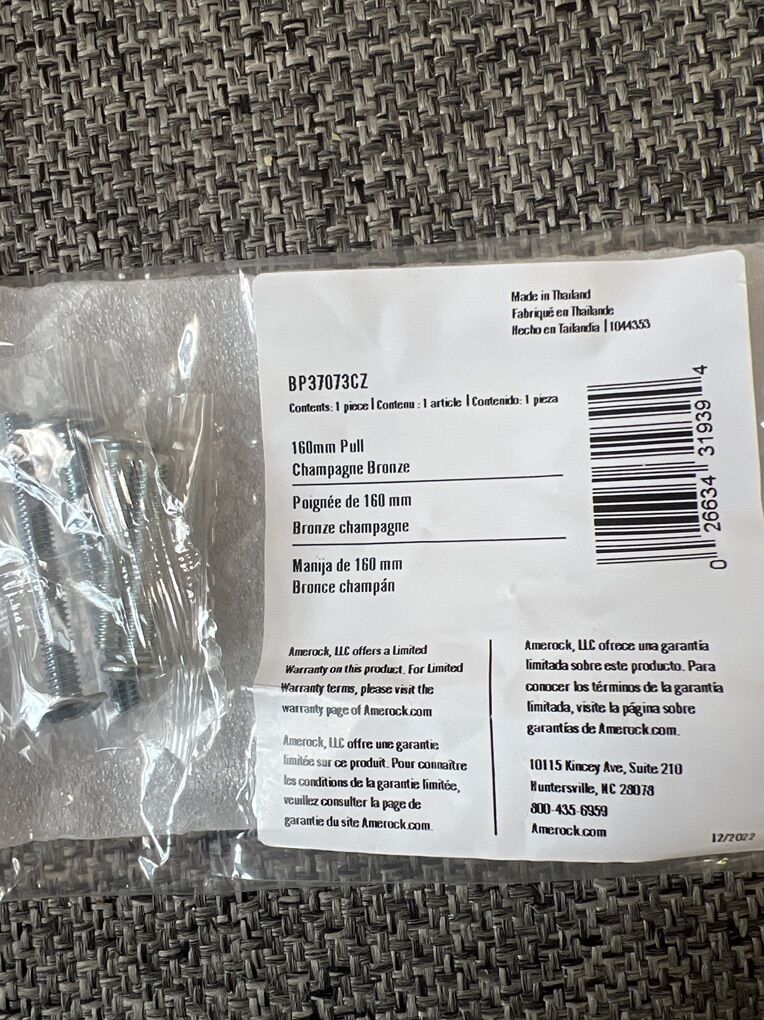 Made in Thailand
Fabriqué en Thaïlande
Hecho en Tailandia | 1044353
BP37073CZ
Contents: 1 piece | Contenu : 1 article | Contenido: 1 pieza
160mm Pull
Champagne Bronze
Poignée de 160 mm
Bronze champagne
Manija de 160 mm
Bronce champán
0 26634 31939 4
Amerock, LLC offers a Limited
Warranty on this product. For Limited
Warranty terms, please visit the
warranty page of Amerock.com
Amerock, LLC offre une garantie
limitée sur ce produit. Pour connaître
les conditions de la garantie limitée,
veuillez consulter la page de
garantie du site Amerock.com.
Amerock, LLC ofrece una garantía
limitada sobre este producto. Para
conocer los términos de la garantía
limitada, visite la página sobre
garantías de Amerock.com.
10115 Kincey Ave, Suite 210
Huntersville, NC 28078
800-435-6959
Amerock.com
12/2022